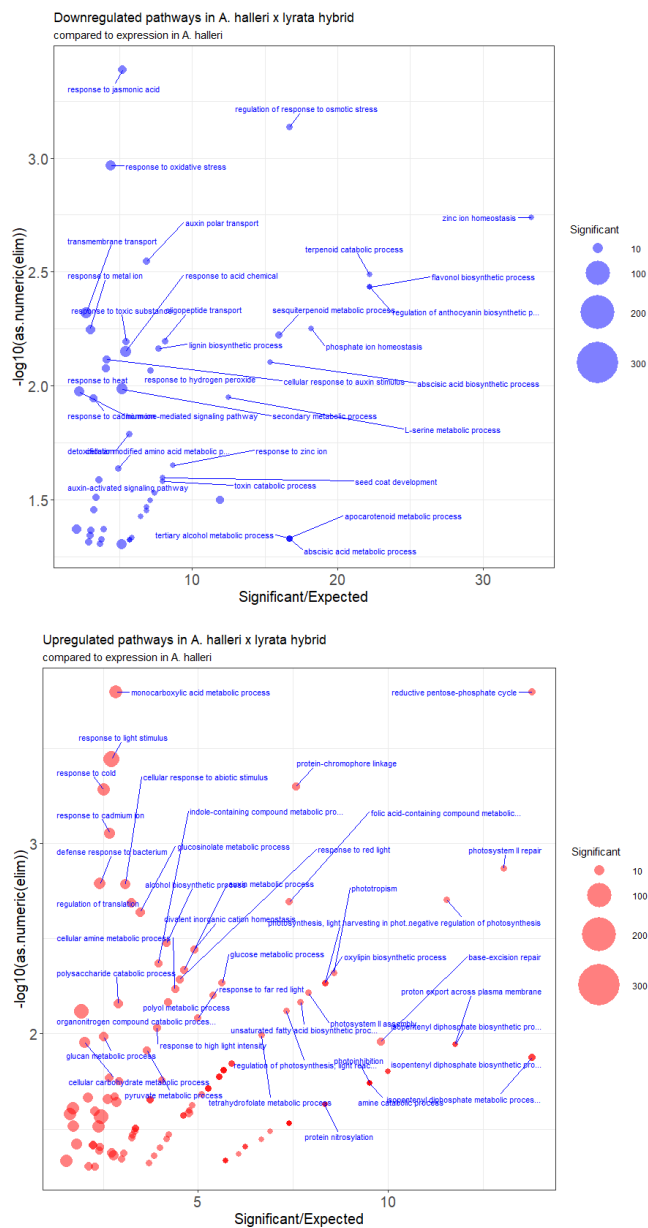 Downregulated pathways in A. halleri x lyrata hybrid
compared to expression in A. halleri
response to jasmonic acid
regulation of response to osmotic stress
3.0
response to oxidative stress
zinc ion homeostasis
auxin polar transport
transmembrane transport
terpenoid catabolic process
response to metal ion
response to acid chemical
flavonol biosynthetic process
2.5
response to toxic substance
oligopeptide transport
sesquiterpenoid metabolic process
regulation of anthocyanin biosynthetic p...
lignin biosynthetic process
phosphate ion homeostasis
response to heat
response to hydrogen peroxide
cellular response to auxin stimulus
abscisic acid biosynthetic process
2.0
response to cadmium ion
-mediated signaling pathway
secondary metabolic process
L-serine metabolic process
detoxification
modified amino acid metabolic p...
response to zinc ion
auxin-activated signaling pathway
toxin catabolic process
seed coat development
1.5
apocarotenoid metabolic process
tertiary alcohol metabolic process
abscisic acid metabolic process
-log10(as.numeric(elim))
10
20
30
Significant/Expected
Significant
10
100
200
300
Upregulated pathways in A. halleri x lyrata hybrid
compared to expression in A. halleri
monocarboxylic acid metabolic process
reductive pentose-phosphate cycle
response to light stimulus
response to cold
cellular response to abiotic stimulus
protein-chromophore linkage
indole-containing compound metabolic pro...
folic acid-containing compound metabolic...
response to cadmium ion
3
defense response to bacterium
glucosinolate metabolic process
response to red light
photosystem II repair
alcohol biosynthetic process
auxin metabolic process
phototropism
regulation of translation
divalent inorganic cation homeostasis
photosynthesis, light harvesting in phot...
negative regulation of photosynthesis
cellular amine metabolic process
glucose metabolic process
oxylipin biosynthetic process
base-excision repair
polysaccharide catabolic process
response to far red light
proton export across plasma membrane
polyol metabolic process
organonitrogen compound catabolic proces...
unsaturated fatty acid biosynthetic proc...
photosystem II assembly
isopentenyl diphosphate biosynthetic pro...
2
glucan metabolic process
response to high light intensity
regulation of photosynthesis, light reac...
photoinhibition
isopentenyl diphosphate biosynthetic pro...
cellular carbohydrate metabolic process
pyruvate metabolic process
tetrahydrofolate metabolic process
amine catabolic process
isopentenyl diphosphate metabolic proces...
protein nitrosylation
-log10(as.numeric(elim))
5
10
Significant/Expected
Significant
10
100
200
300